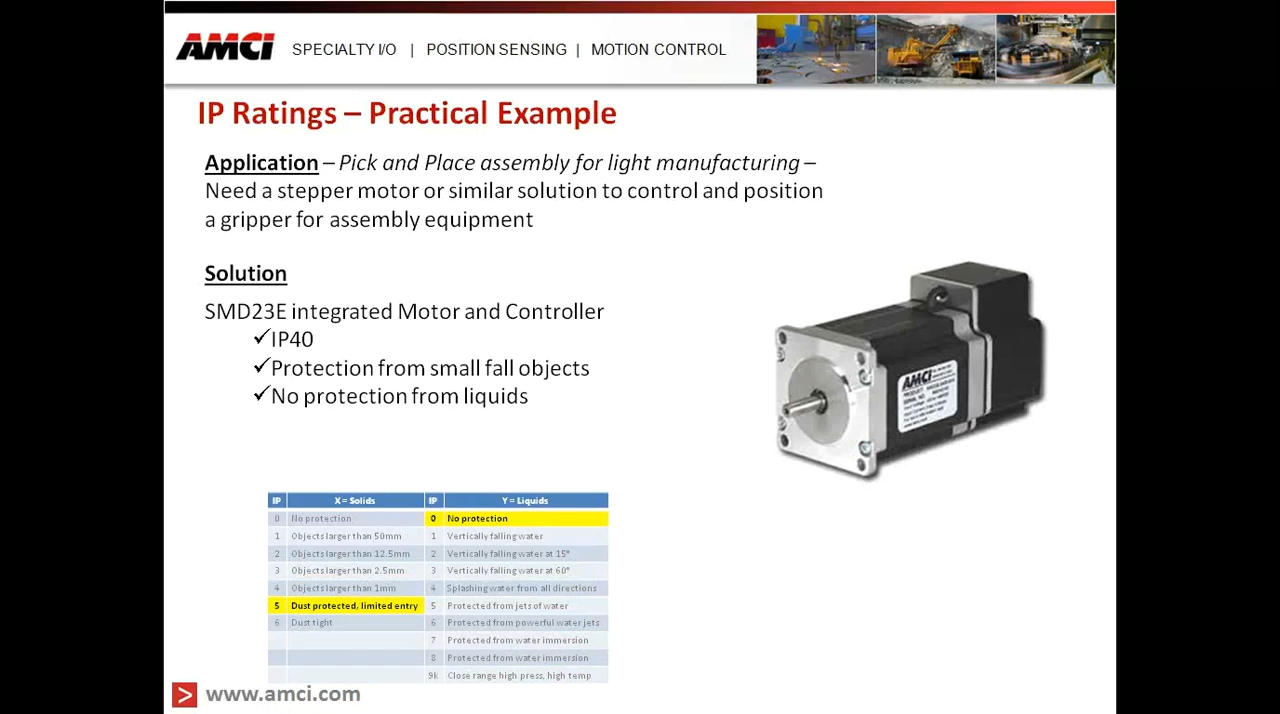 AMCI SPECIALTY I/O | POSITION SENSING | MOTION CONTROL
IP Ratings – Practical Example
Application – Pick and Place assembly for light manufacturing –
Need a stepper motor or similar solution to control and position
a gripper for assembly equipment
Solution
SMD23E integrated Motor and Controller
✓IP40
✓Protection from small fall objects
✓No protection from liquids
AMCI
IP X = Solids IP Y = Liquids
0 No protection 0 No protection
1 Objects larger than 50mm 1 Vertically falling water
2 Objects larger than 12.5mm 2 Vertically falling water at 15°
3 Objects larger than 2.5mm 3 Vertically falling water at 60°
4 Objects larger than 1mm 4 Splashing water from all directions
5 Dust protected, limited entry 5 Protected from jets of water
6 Dust tight 6 Protected from powerful water jets
7 Protected from water immersion
8 Protected from water immersion
9k Close range high press, high temp
> www.amci.com